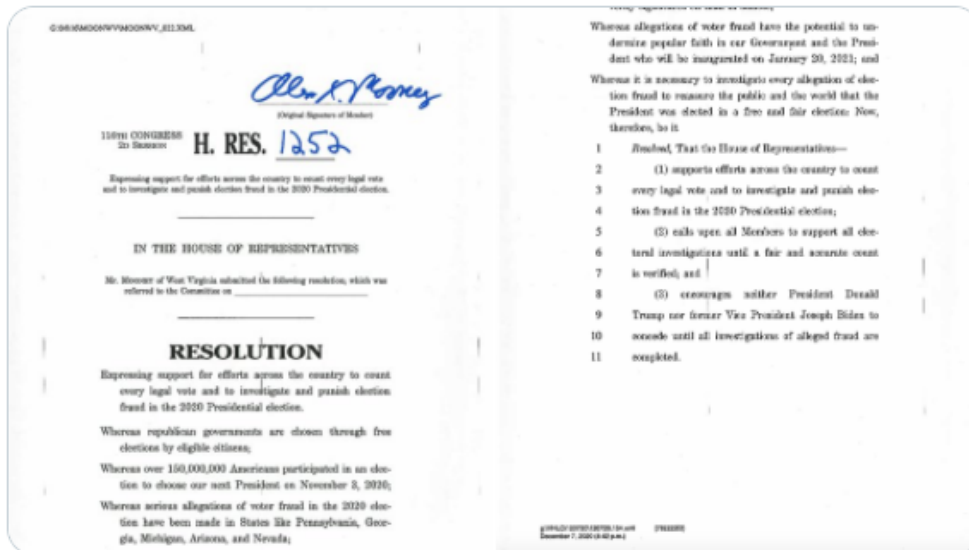 Alex X. Mooney
(Original Signature of Member)
116TH CONGRESS
2D SESSION
H. RES. 1252
Expressing support for efforts across the country to count every legal vote
and to investigate and punish election fraud in the 2020 Presidential election.
IN THE HOUSE OF REPRESENTATIVES
Mr. MOONEY of West Virginia submitted the following resolution; which was
referred to the Committee on
RESOLUTION
Expressing support for efforts across the country to count
every legal vote and to investigate and punish election
fraud in the 2020 Presidential election.
Whereas republican governments are chosen through free
elections by eligible citizens;
Whereas over 150,000,000 Americans participated in an elec-
tion to choose our next President on November 3, 2020;
Whereas serious allegations of voter fraud in the 2020 elec-
tion have been made in States like Pennsylvania, Geor-
gia, Michigan, Arizona, and Nevada;
Whereas allegations of voter fraud have the potential to un-
dermine popular faith in our Government and the Presi-
dent who will be inaugurated on January 20, 2021; and
Whereas it is necessary to investigate every allegation of elec-
tion fraud to reassure the public and the world that the
President was elected in a free and fair election: Now,
therefore, be it
1 Resolved, That the House of Representatives—
2 (1) supports efforts across the country to count
3 every legal vote and to investigate and punish elec-
4 tion fraud in the 2020 Presidential election;
5 (2) calls upon all Members to support all elec-
6 toral investigations until a fair and accurate count
7 is verified; and
8 (3) encourages neither President Donald
9 Trump nor former Vice President Joseph Biden to
10 concede until all investigations of alleged fraud are
11 completed.
December 7, 2020